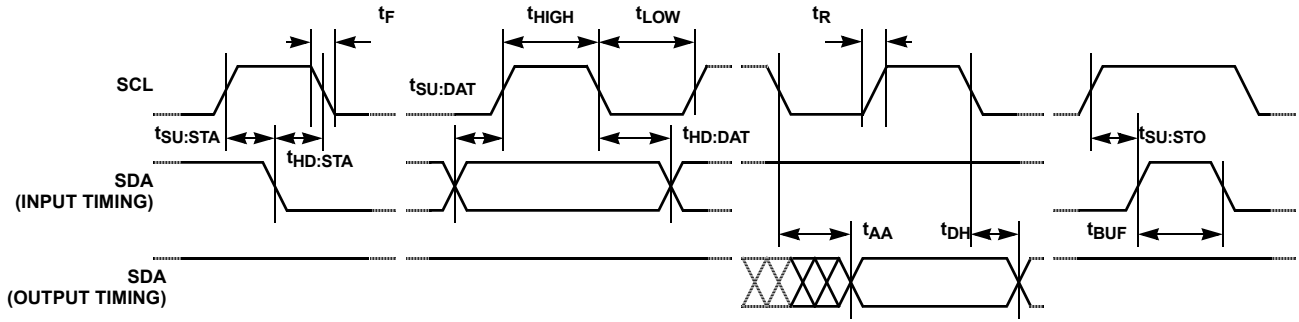 tF tHIGH tLOW tR
SCL
tSU:DAT
tSU:STA tHD:STA tHD:DAT tSU:STO
SDA
(INPUT TIMING)
tAA tDH tBUF
SDA
(OUTPUT TIMING)